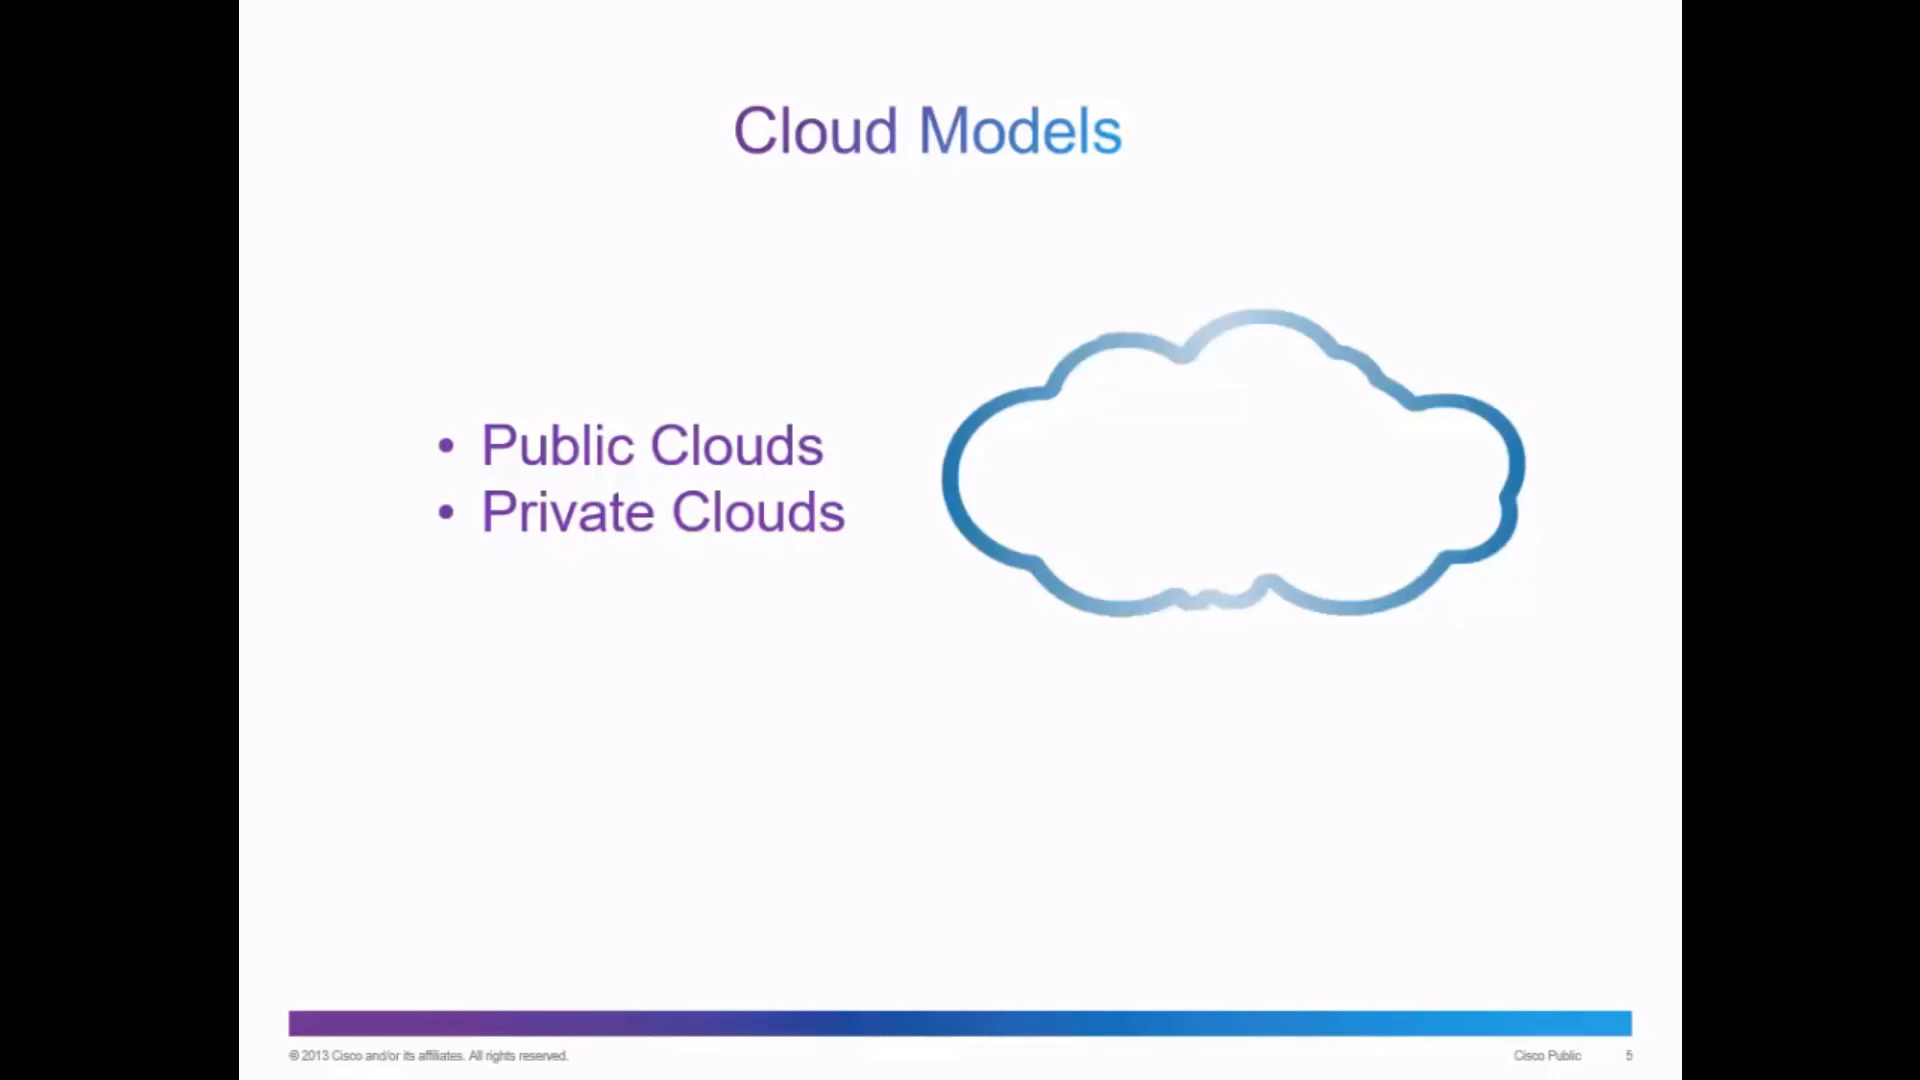 Cloud Models
• Public Clouds
• Private Clouds
© 2013 Cisco and/or its affiliates. All rights reserved.
Cisco Public 5